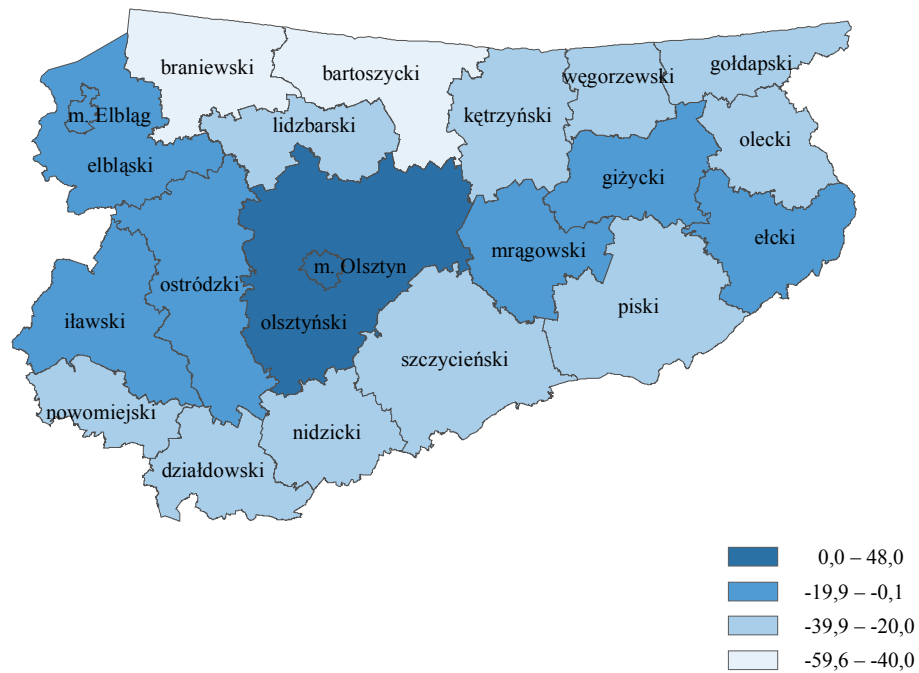 braniewski
bartoszycki
węgorzewski
gołdapski
m. Elbląg
lidzbarski
kętrzyński
olecki
elbląski
giżycki
ełcki
mrągowski
m. Olsztyn
ostródzki
piski
iławski
olsztyński
szczycieński
nowomiejski
nidzicki
działdowski
0,0 – 48,0
-19,9 – -0,1
-39,9 – -20,0
-59,6 – -40,0